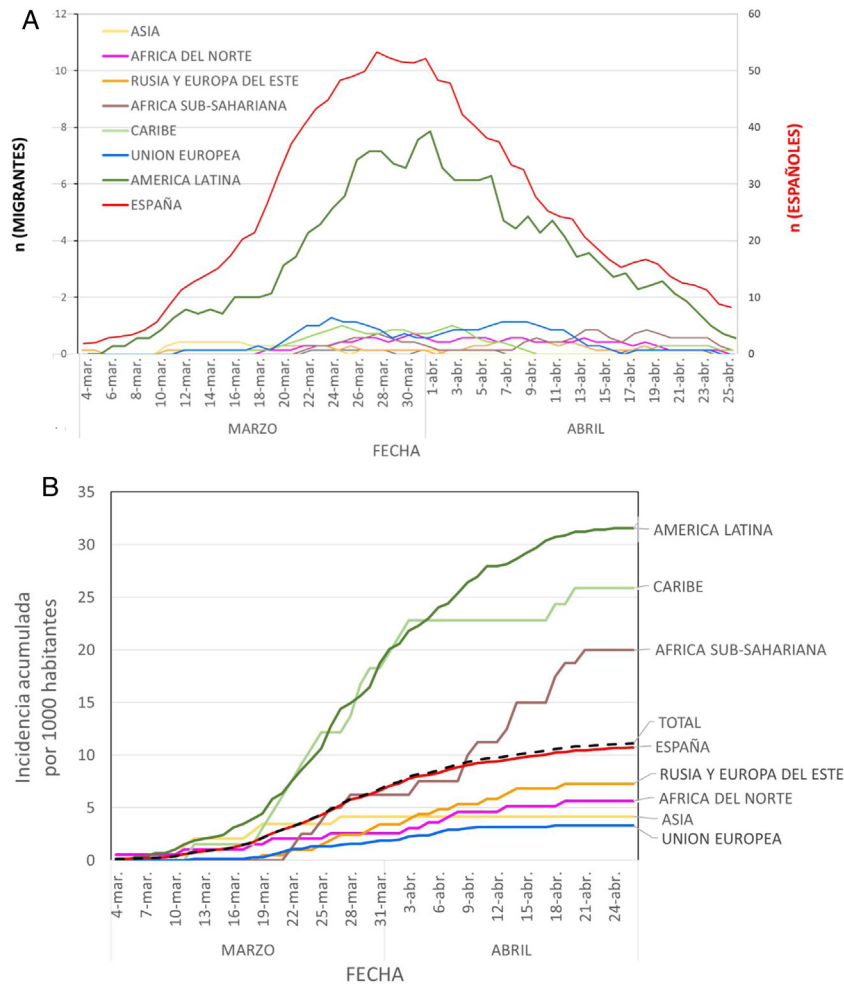 A
n (MIGRANTES)
12
10
8
6
4
2
0
ASIA
AFRICA DEL NORTE
RUSIA Y EUROPA DEL ESTE
AFRICA SUB-SAHARIANA
CARIBE
UNION EUROPEA
AMERICA LATINA
ESPAÑA
60
50
40
30
20
10
0
n (ESPAÑOLES)
4-mar.
6-mar.
8-mar.
10-mar.
12-mar.
14-mar.
16-mar.
18-mar.
20-mar.
22-mar.
24-mar.
26-mar.
28-mar.
30-mar.
1-abr.
3-abr.
5-abr.
7-abr.
9-abr.
11-abr.
13-abr.
15-abr.
17-abr.
19-abr.
21-abr.
23-abr.
25-abr.
MARZO
ABRIL
FECHA
B
Incidencia acumulada
por 1000 habitantes
35
30
25
20
15
10
5
0
AMERICA LATINA
CARIBE
AFRICA SUB-SAHARIANA
TOTAL
ESPAÑA
RUSIA Y EUROPA DEL ESTE
AFRICA DEL NORTE
ASIA
UNION EUROPEA
4-mar.
7-mar.
10-mar.
13-mar.
16-mar.
19-mar.
22-mar.
25-mar.
28-mar.
31-mar.
3-abr.
6-abr.
9-abr.
12-abr.
15-abr.
18-abr.
21-abr.
24-abr.
MARZO
ABRIL
FECHA